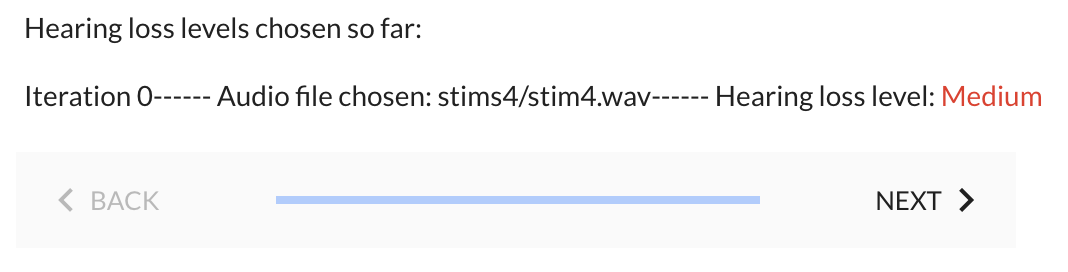 Hearing loss levels chosen so far:
Iteration 0------ Audio file chosen: stims4/stim4.wav------ Hearing loss level: Medium
BACK NEXT